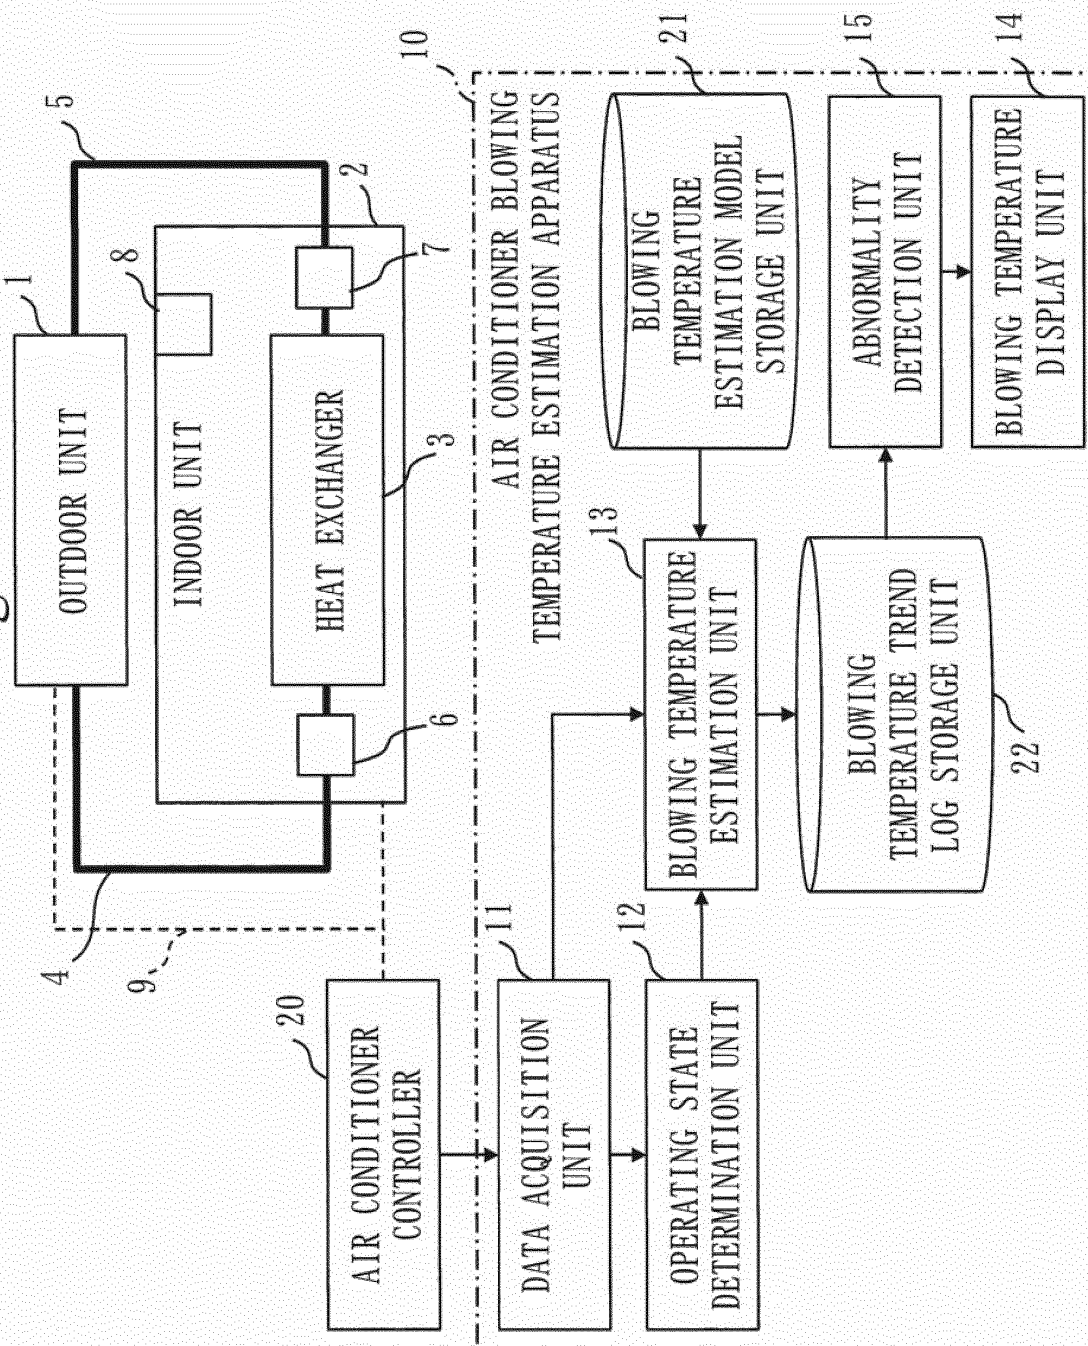 1
OUTDOOR UNIT
5
8
INDOOR UNIT
2
7
HEAT EXCHANGER
3
6
4
9
20
AIR CONDITIONER
CONTROLLER
10
AIR CONDITIONER BLOWING
TEMPERATURE ESTIMATION APPARATUS
11
DATA ACQUISITION
UNIT
12
OPERATING STATE
DETERMINATION UNIT
13
BLOWING TEMPERATURE
ESTIMATION UNIT
21
BLOWING
TEMPERATURE
ESTIMATION MODEL
STORAGE UNIT
22
BLOWING
TEMPERATURE TREND
LOG STORAGE UNIT
15
ABNORMALITY
DETECTION UNIT
14
BLOWING TEMPERATURE
DISPLAY UNIT